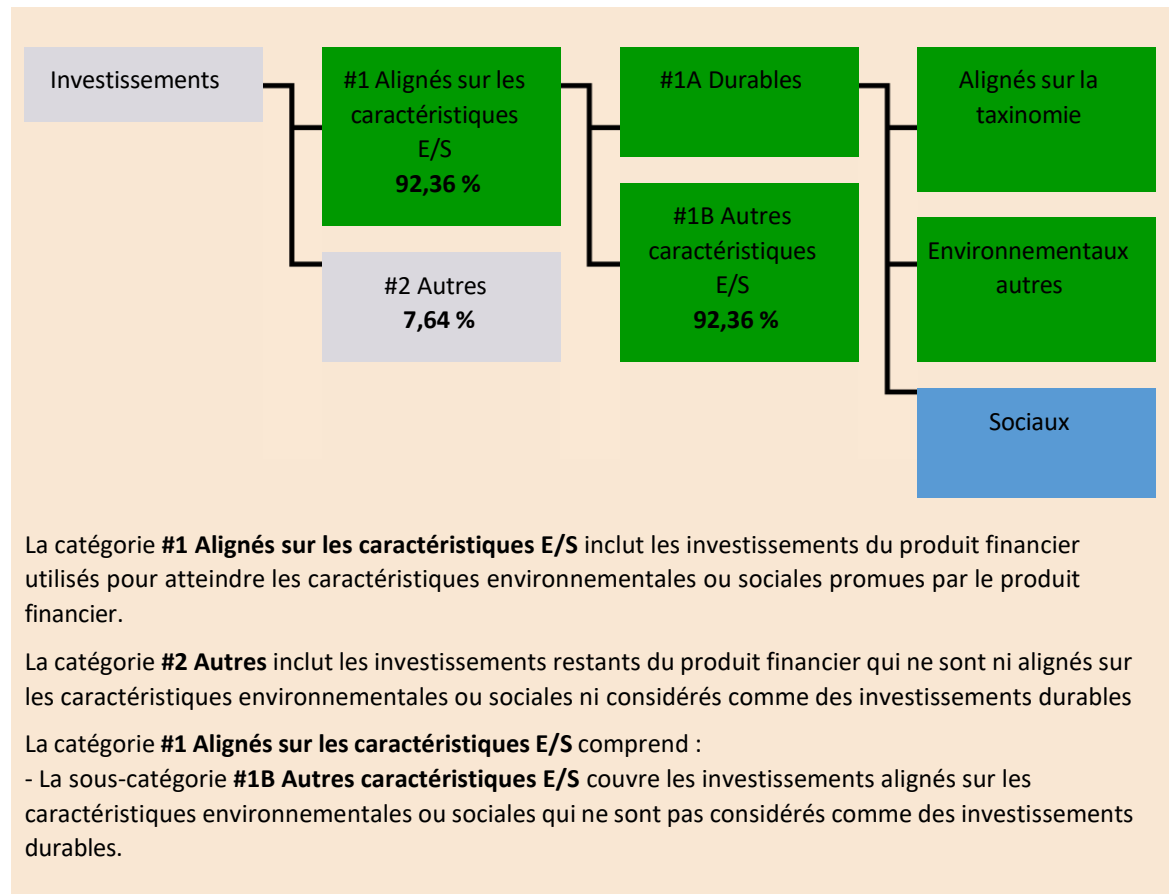 Investissements
#1 Alignés sur les
caractéristiques
E/S
92,36 %
#2 Autres
7,64 %
#1A Durables
#1B Autres
caractéristiques
E/S
92,36 %
Alignés sur la
taxinomie
Environnementaux
autres
Sociaux
La catégorie #1 Alignés sur les caractéristiques E/S inclut les investissements du produit financier
utilisés pour atteindre les caractéristiques environnementales ou sociales promues par le produit
financier.
La catégorie #2 Autres inclut les investissements restants du produit financier qui ne sont ni alignés sur
les caractéristiques environnementales ou sociales ni considérés comme des investissements durables
La catégorie #1 Alignés sur les caractéristiques E/S comprend :
- La sous-catégorie #1B Autres caractéristiques E/S couvre les investissements alignés sur les
caractéristiques environnementales ou sociales qui ne sont pas considérés comme des investissements
durables.